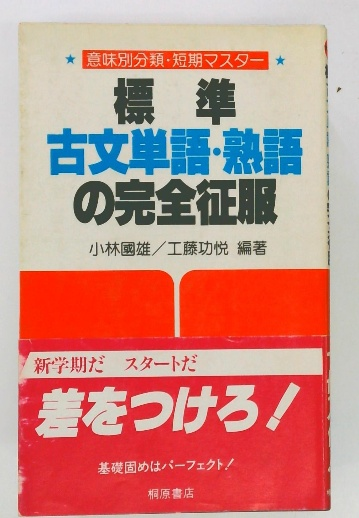 ★ 意味別分類・短期マスター ★
標準
古文単語・熟語
の完全征服
小林國雄／工藤功悦 編著
新学期だ スタートだ
差をつけろ！
基礎固めはパーフェクト！
桐原書店